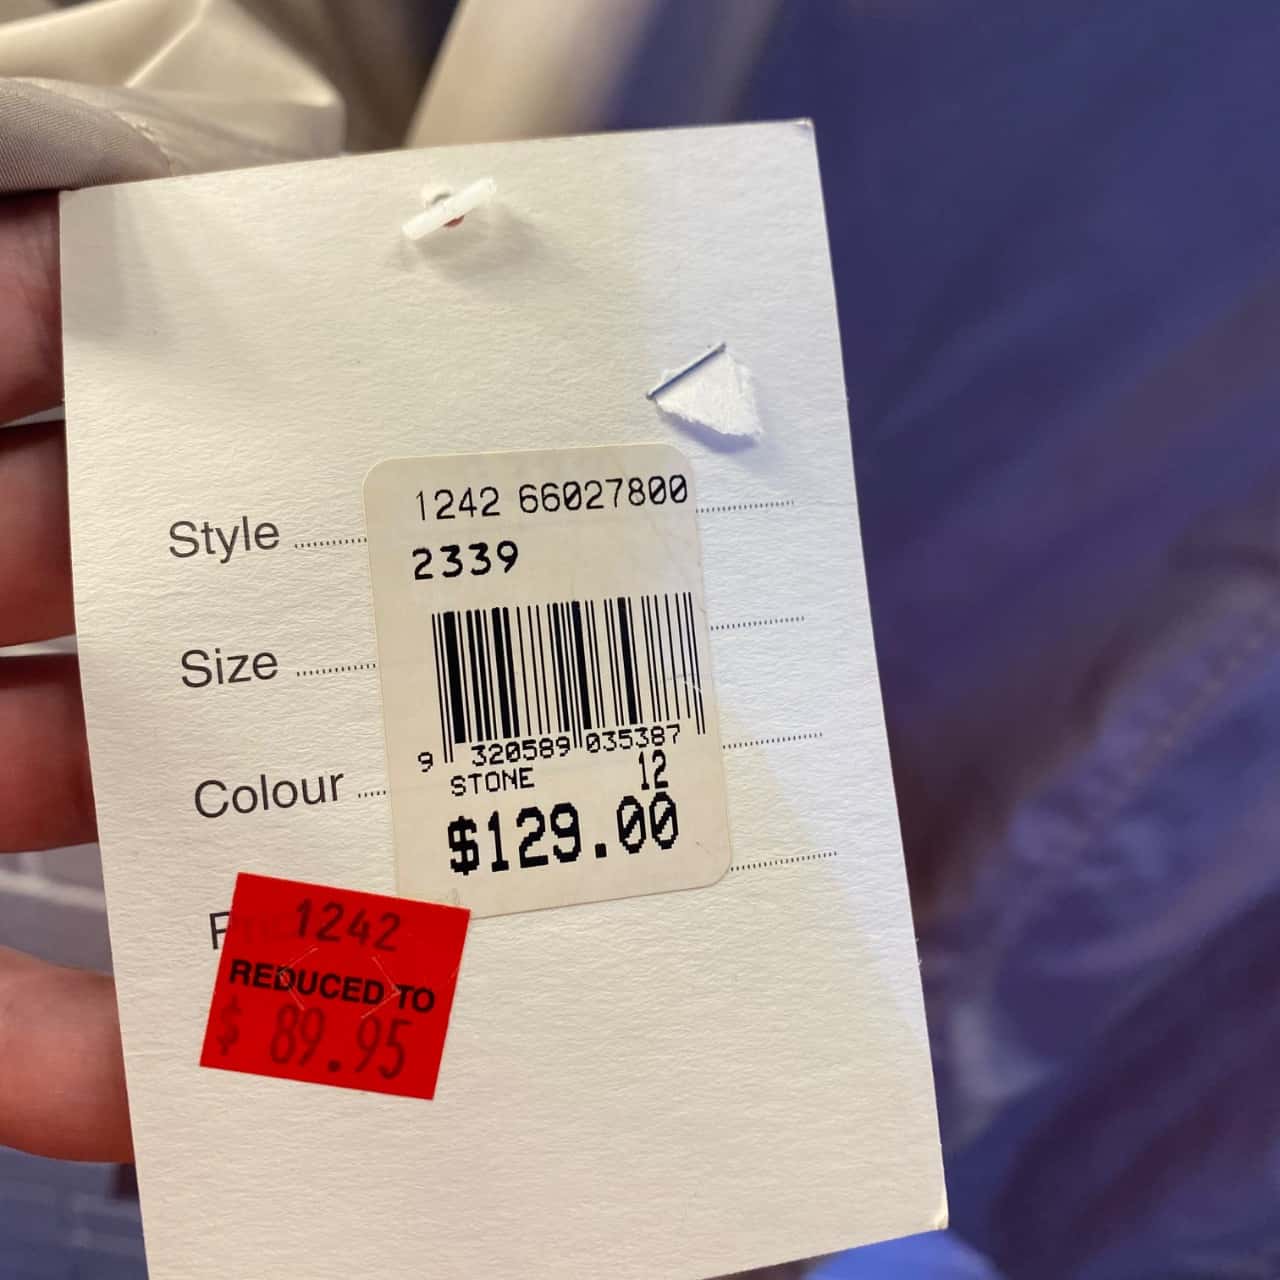 1242 66027800
Style
2339
Size
9 320589 035387
STONE 12
Colour
$129.00
1242
REDUCED TO
$ 89.95